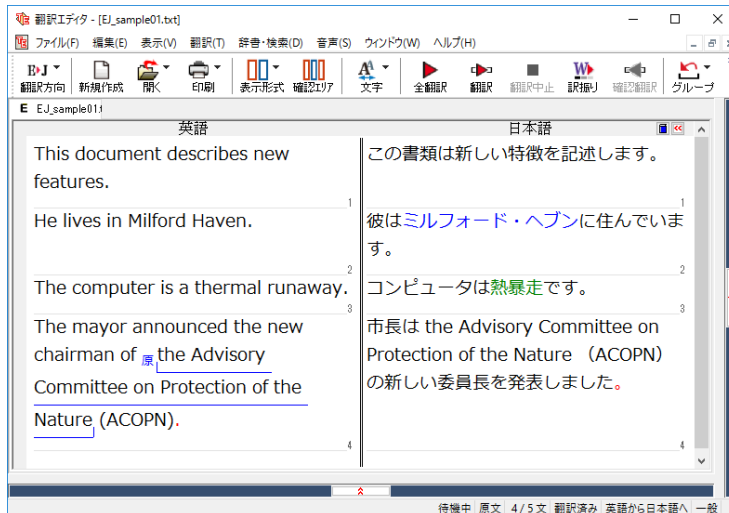 翻訳エディタ - [EJ_sample01.txt]
ファイル(F) 編集(E) 表示(V) 翻訳(T) 辞書・検索(D) 音声(S) ウィンドウ(W) ヘルプ(H)
E›J
翻訳方向 新規作成 開く 印刷 表示形式 確認エリア 文字 全翻訳 翻訳 翻訳中止 訳振り 確認翻訳 グループ
E EJ_sample01.t
英語 日本語
This document describes new
features.
1
この書類は新しい特徴を記述します。
1
He lives in Milford Haven.
2
彼はミルフォード・ヘブンに住んでいま
す。
2
The computer is a thermal runaway.
3
コンピュータは熱暴走です。
3
The mayor announced the new
chairman of 原 the Advisory
Committee on Protection of the
Nature (ACOPN).
4
市長は the Advisory Committee on
Protection of the Nature （ACOPN）
の新しい委員長を発表しました。
4
待機中 原文 4/5文 翻訳済み 英語から日本語へ 一般